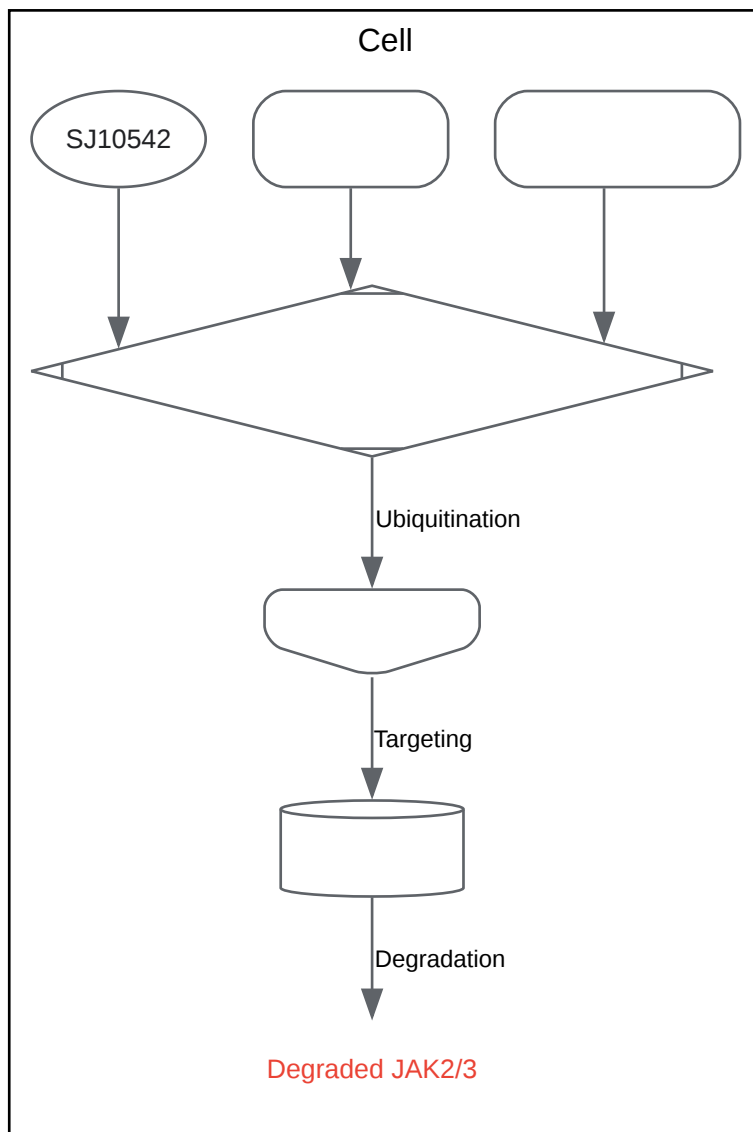 Cell
SJ10542
Ubiquitination
Targeting
Degradation
Degraded JAK2/3